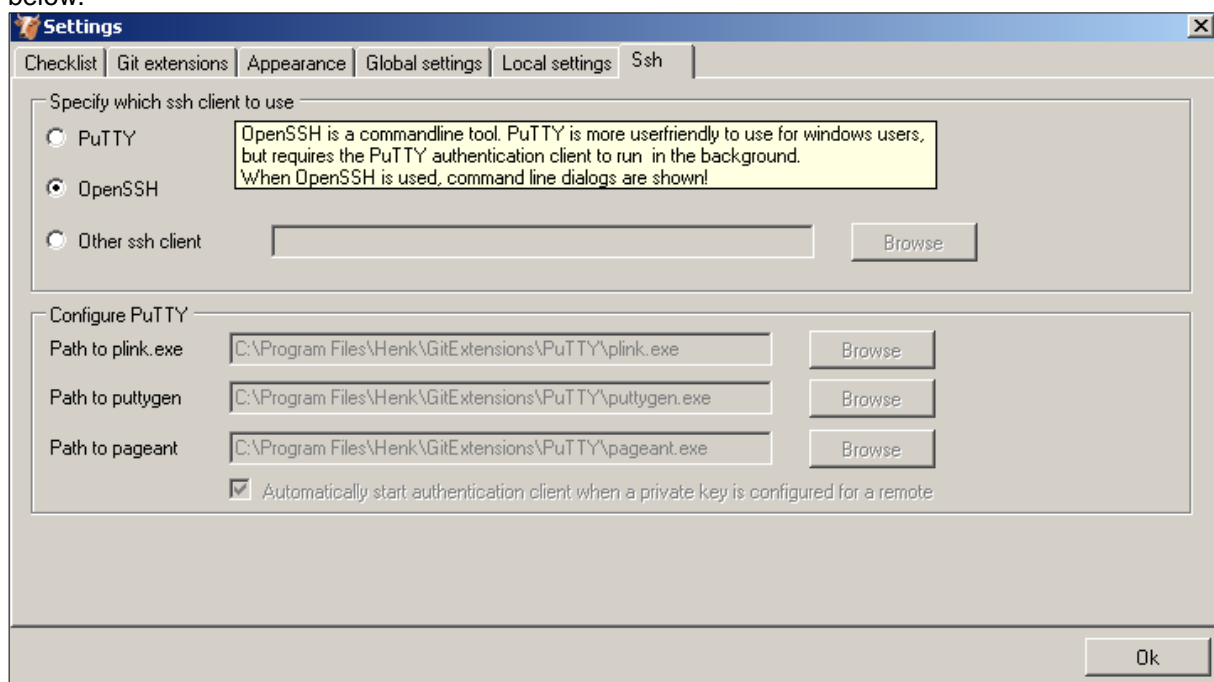 below.
Settings
Checklist Git extensions Appearance Global settings Local settings Ssh
Specify which ssh client to use
PuTTY
OpenSSH is a commandline tool. PuTTY is more userfriendly to use for windows users,
but requires the PuTTY authentication client to run  in the background.
When OpenSSH is used, command line dialogs are shown!
OpenSSH
Other ssh client Browse
Configure PuTTY
Path to plink.exe C:\Program Files\Henk\GitExtensions\PuTTY\plink.exe Browse
Path to puttygen C:\Program Files\Henk\GitExtensions\PuTTY\puttygen.exe Browse
Path to pageant C:\Program Files\Henk\GitExtensions\PuTTY\pageant.exe Browse
Automatically start authentication client when a private key is configured for a remote
Ok